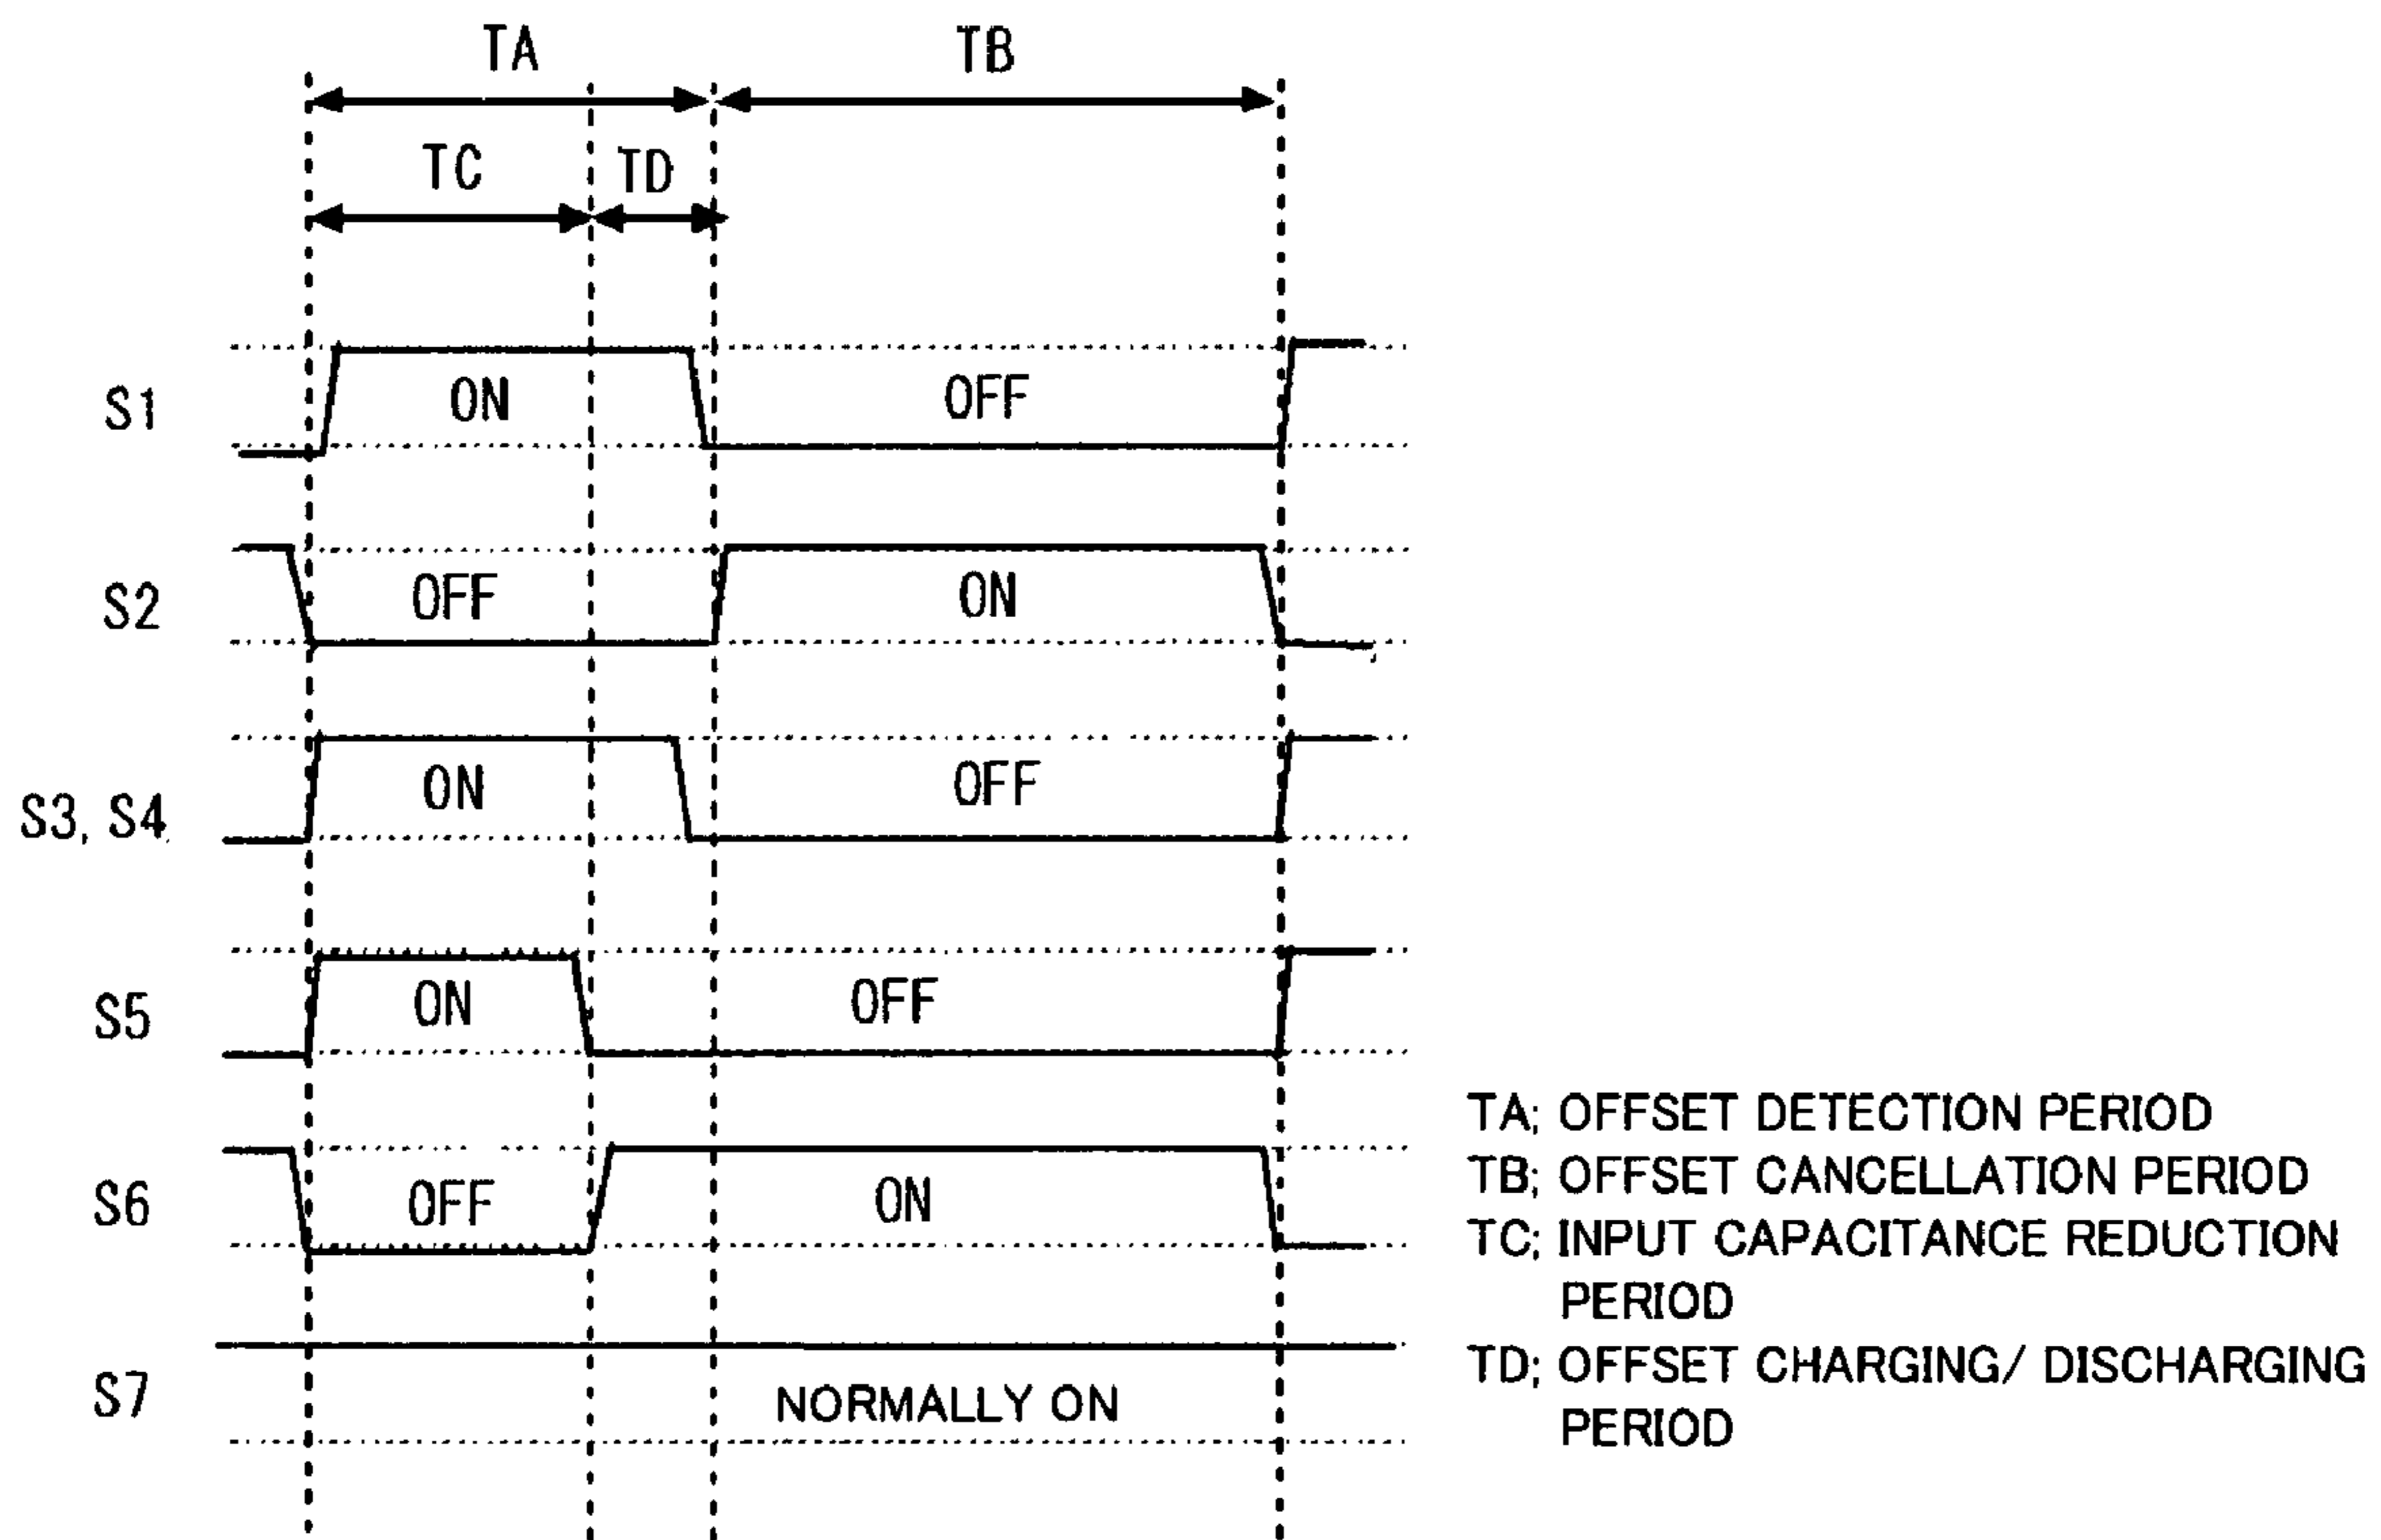 TA TB
TC TD
S1 ON OFF
S2 OFF ON
S3, S4 ON OFF
S5 ON OFF
S6 OFF ON
S7 NORMALLY ON
TA; OFFSET DETECTION PERIOD
TB; OFFSET CANCELLATION PERIOD
TC; INPUT CAPACITANCE REDUCTION
PERIOD
TD; OFFSET CHARGING/ DISCHARGING
PERIOD